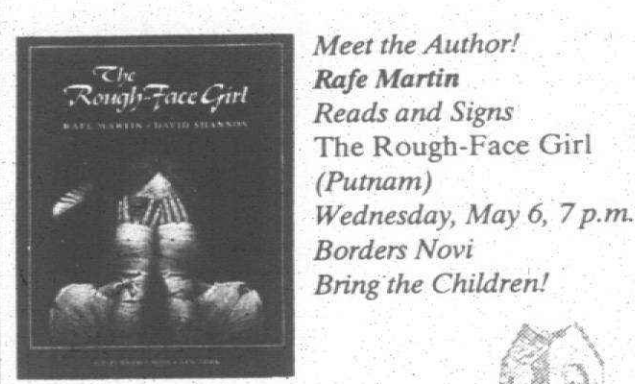 The
Rough-Face Girl
RAFE MARTIN / DAVID SHANNON
Meet the Author!
Rafe Martin
Reads and Signs
The Rough-Face Girl
(Putnam)
Wednesday, May 6, 7 p.m.
Borders Novi
Bring the Children!